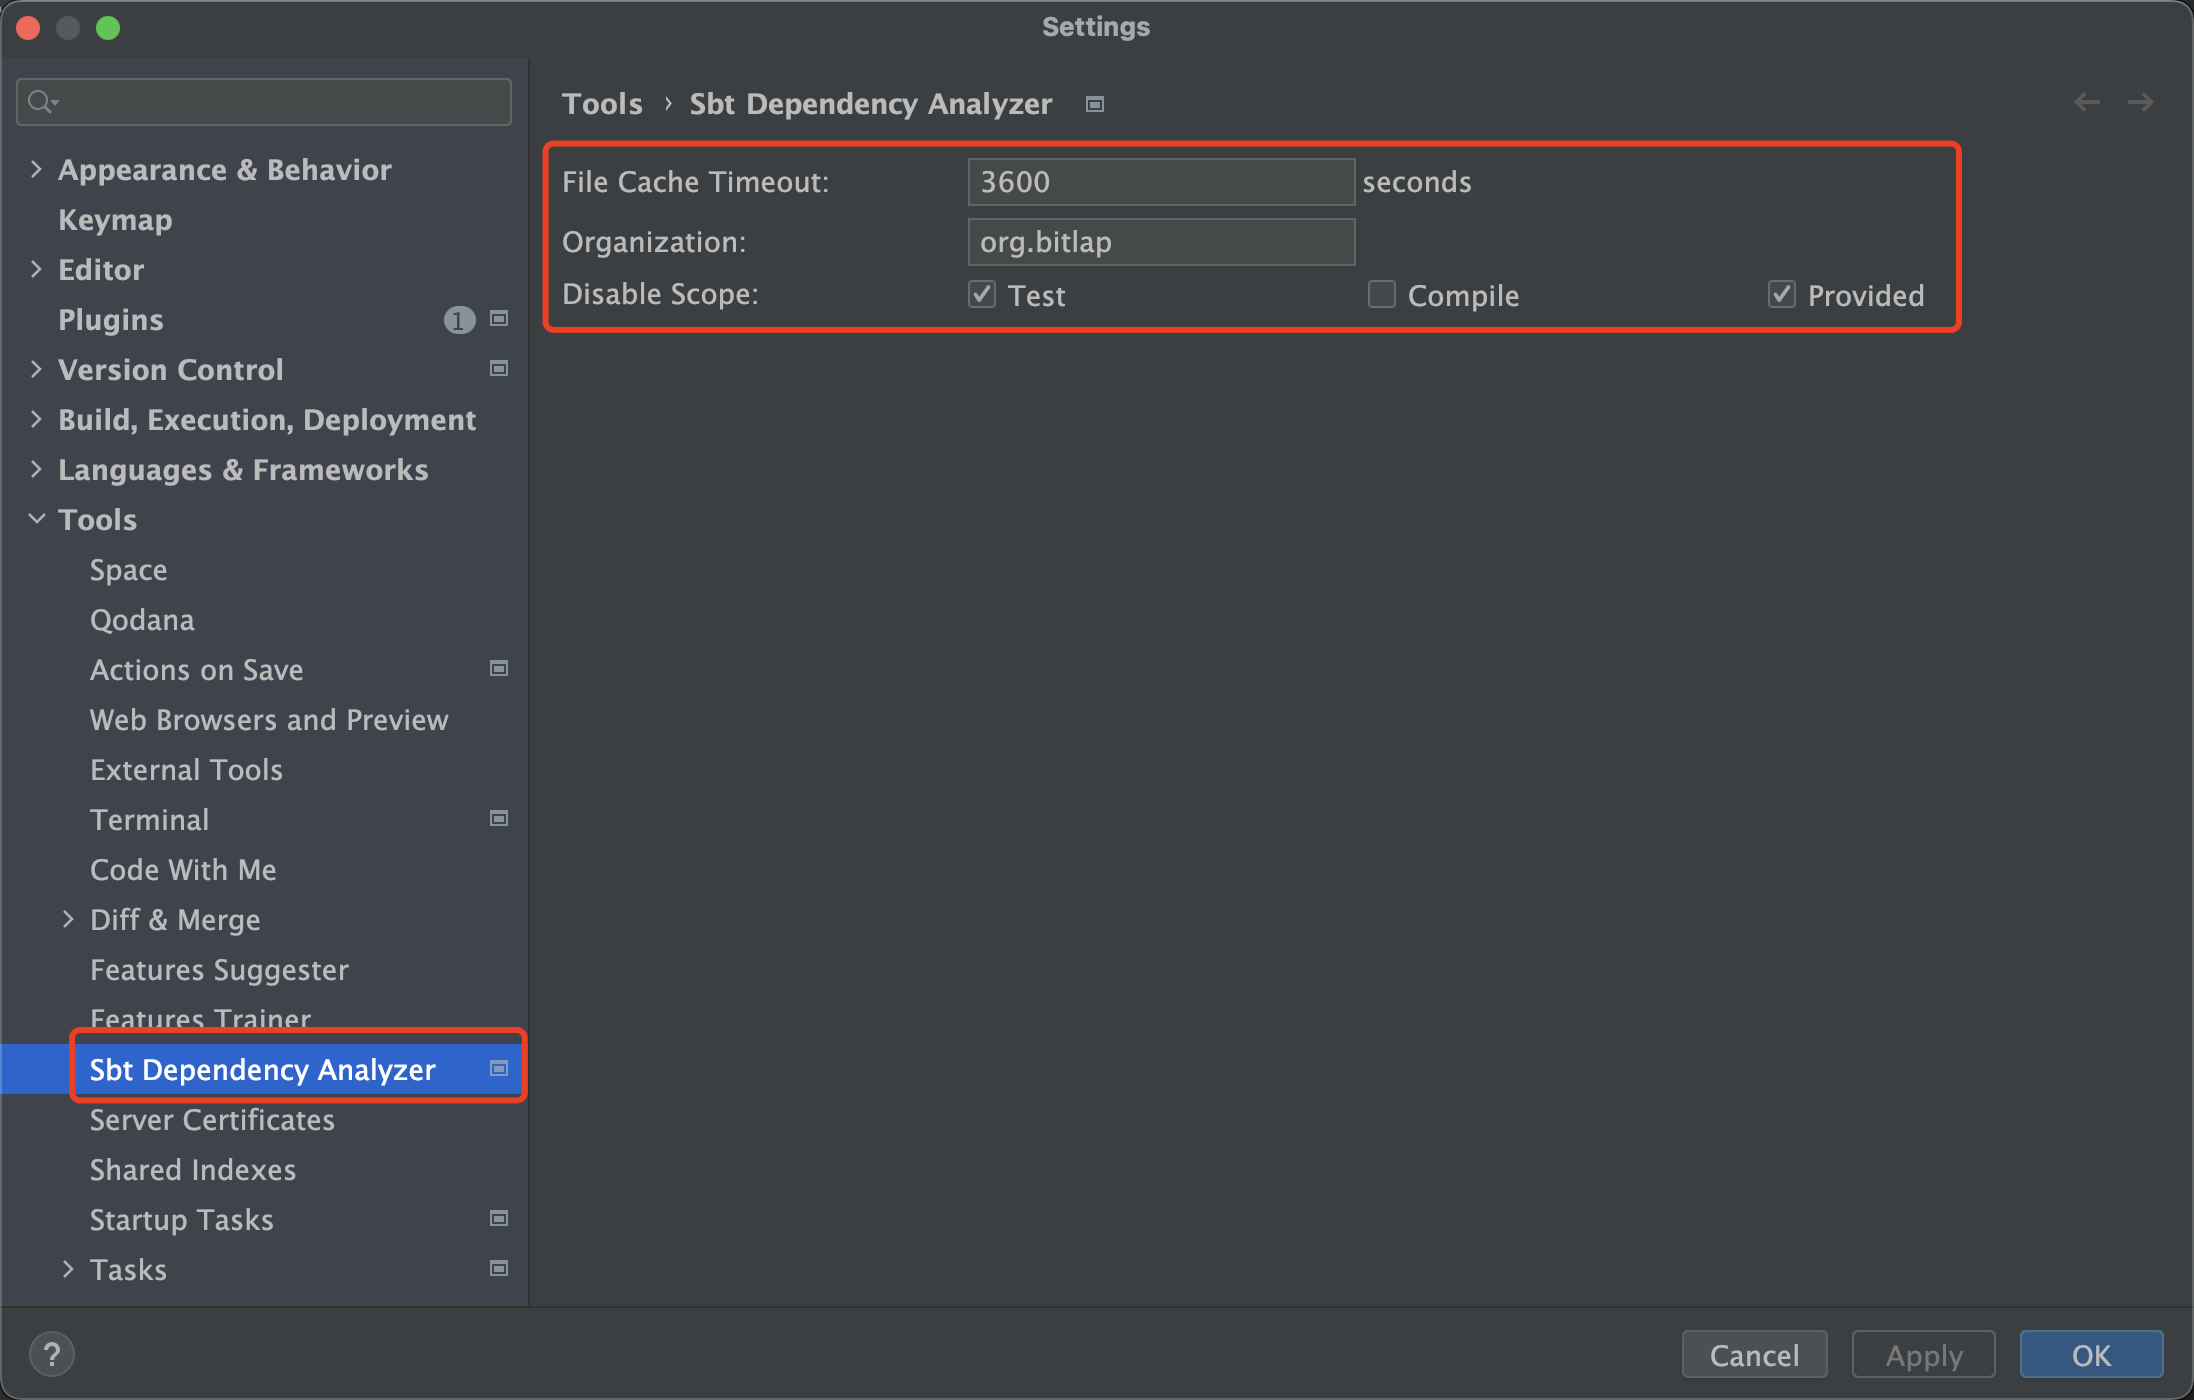 Settings
Tools › Sbt Dependency Analyzer
Appearance & Behavior
Keymap
Editor
Plugins 1
Version Control
Build, Execution, Deployment
Languages & Frameworks
Tools
Space
Qodana
Actions on Save
Web Browsers and Preview
External Tools
Terminal
Code With Me
Diff & Merge
Features Suggester
Features Trainer
Sbt Dependency Analyzer
Server Certificates
Shared Indexes
Startup Tasks
Tasks
File Cache Timeout: 3600 seconds
Organization: org.bitlap
Disable Scope: Test Compile Provided
? Cancel Apply OK